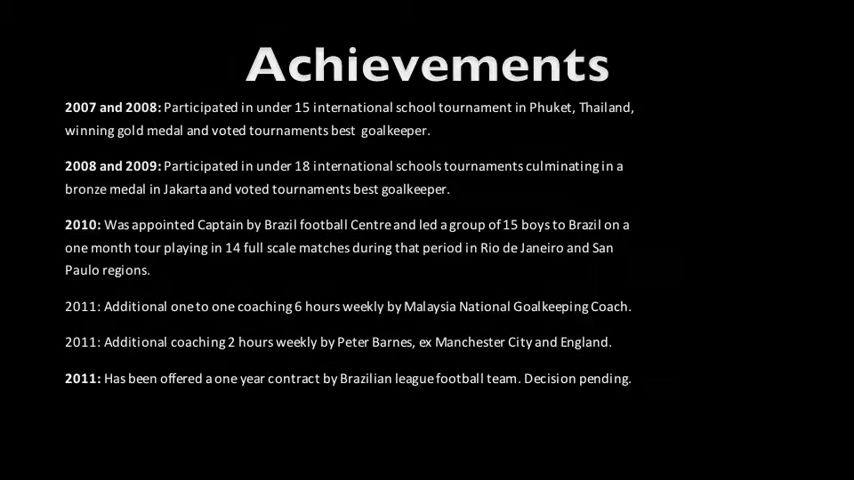 Achievements
2007 and 2008: Participated in under 15 international school tournament in Phuket, Thailand,
winning gold medal and voted tournaments best goalkeeper.
2008 and 2009: Participated in under 18 international schools tournaments culminating in a
bronze medal in Jakarta and voted tournaments best goalkeeper.
2010: Was appointed Captain by Brazil football Centre and led a group of 15 boys to Brazil on a
one month tour playing in 14 full scale matches during that period in Rio de Janeiro and San
Paulo regions.
2011: Additional one to one coaching 6 hours weekly by Malaysia National Goalkeeping Coach.
2011: Additional coaching 2 hours weekly by Peter Barnes, ex Manchester City and England.
2011: Has been offered a one year contract by Brazilian league football team. Decision pending.